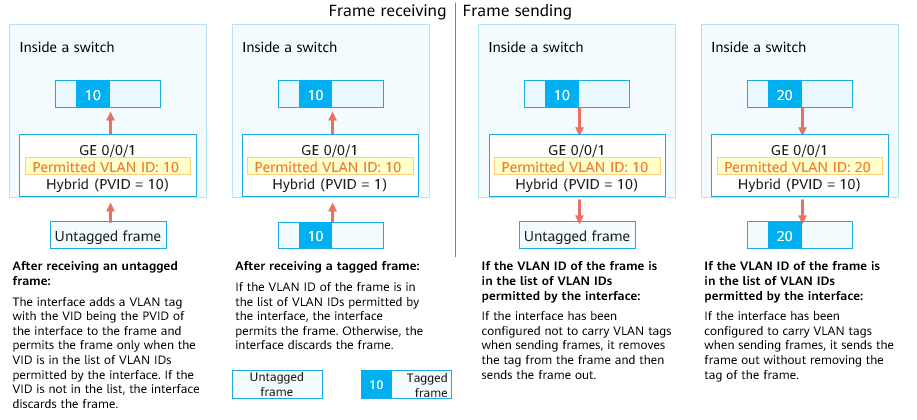 Frame receiving
Frame sending
Inside a switch
10
GE 0/0/1
Permitted VLAN ID: 10
Hybrid (PVID = 10)
Untagged frame
After receiving an untagged
frame:
The interface adds a VLAN tag
with the VID being the PVID of
the interface to the frame and
permits the frame only when the
VID is in the list of VLAN IDs
permitted by the interface. If the
VID is not in the list, the interface
discards the frame.
Inside a switch
10
GE 0/0/1
Permitted VLAN ID: 10
Hybrid (PVID = 1)
10
After receiving a tagged frame:
If the VLAN ID of the frame is in
the list of VLAN IDs permitted by
the interface, the interface
permits the frame. Otherwise, the
interface discards the frame.
Untagged
frame
10
Tagged
frame
Inside a switch
10
GE 0/0/1
Permitted VLAN ID: 10
Hybrid (PVID = 10)
Untagged frame
If the VLAN ID of the frame is
in the list of VLAN IDs
permitted by the interface:
If the interface has been
configured not to carry VLAN tags
when sending frames, it removes
the tag from the frame and then
sends the frame out.
Inside a switch
20
GE 0/0/1
Permitted VLAN ID: 20
Hybrid (PVID = 10)
20
If the VLAN ID of the frame is
in the list of VLAN IDs
permitted by the interface:
If the interface has been
configured to carry VLAN tags
when sending frames, it sends the
frame out without removing the
tag of the frame.